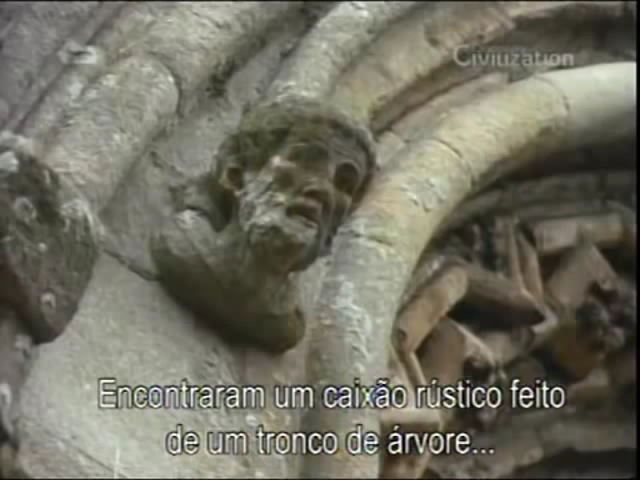 Civilization
Encontraram um caixão rústico feito
de um tronco de árvore...